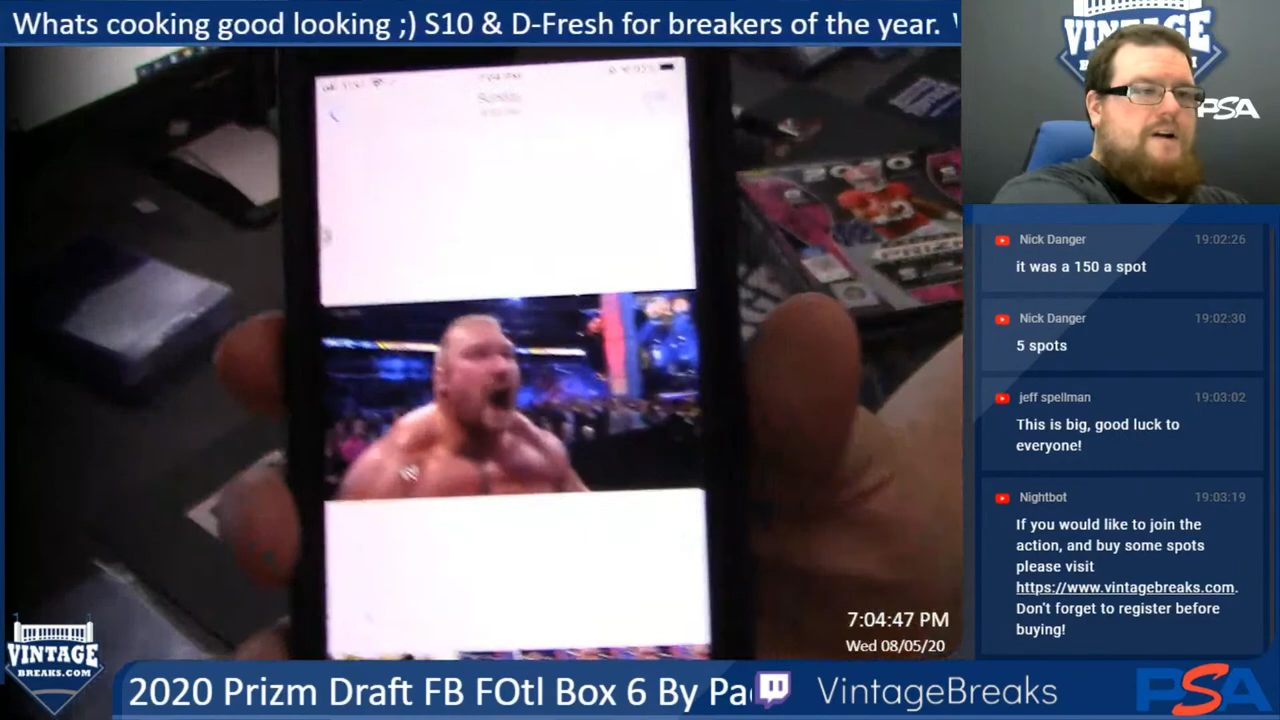 Whats cooking good looking ;) S10 & D-Fresh for breakers of the year.
VINTAGE
PSA
Sunday
2020
PRIZM
Nick Danger 19:02:26
it was a 150 a spot
Nick Danger 19:02:30
5 spots
jeff spellman 19:03:02
This is big, good luck to
everyone!
Nightbot 19:03:19
If you would like to join the
action, and buy some spots
please visit
https://www.vintagebreaks.com.
Don't forget to register before
buying!
7:04:47 PM
Wed 08/05/20
VINTAGE
BREAKS.COM
2020 Prizm Draft FB FOtl Box 6 By Pa
VintageBreaks
PSA